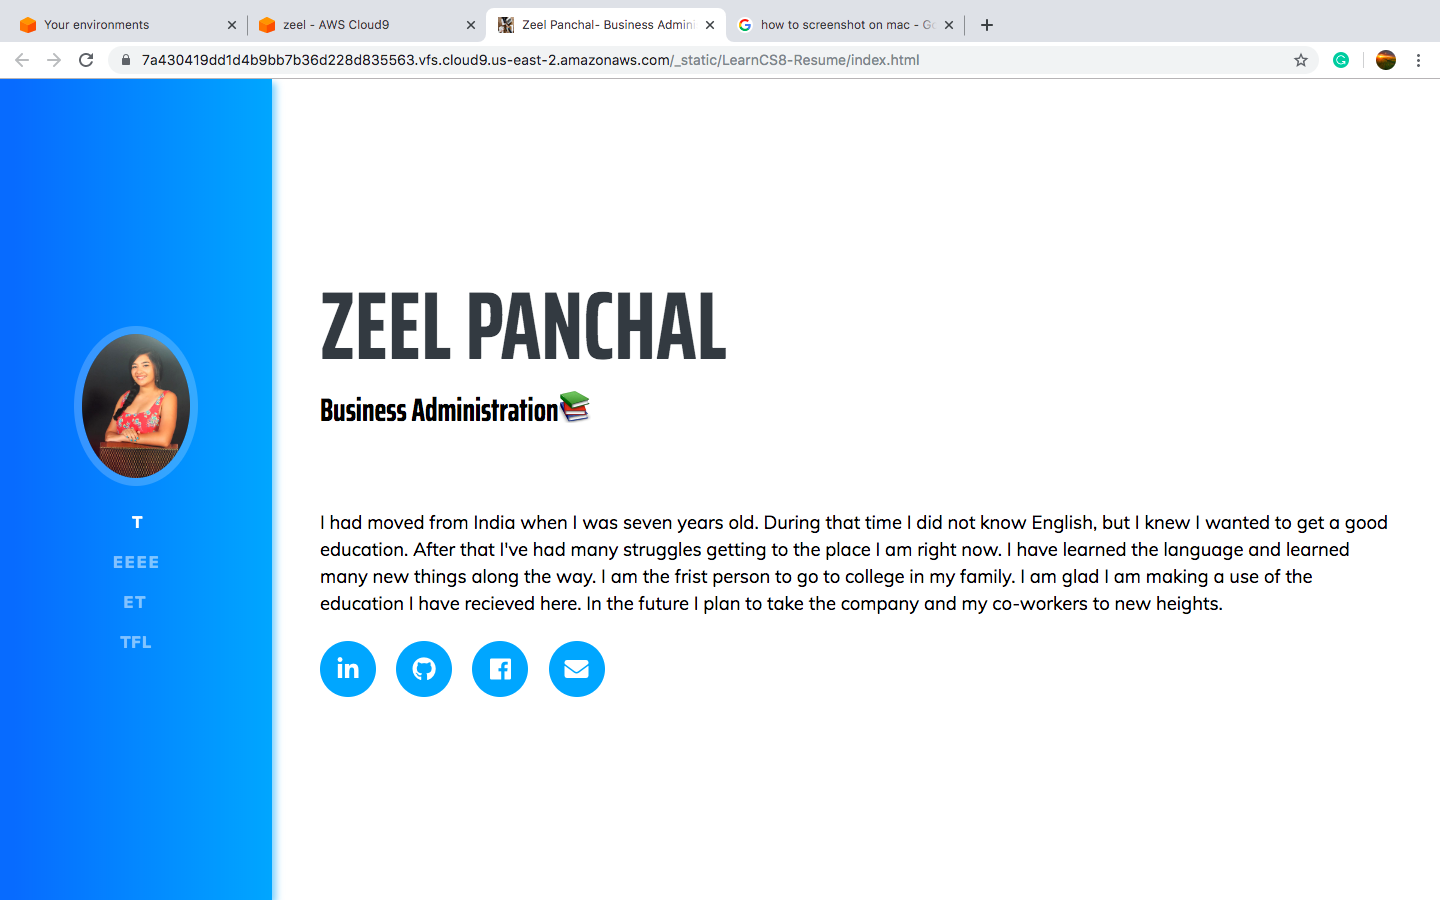 Your environments
zeel - AWS Cloud9
Zeel Panchal- Business Admini
how to screenshot on mac - Go
7a430419dd1d4b9bb7b36d228d835563.vfs.cloud9.us-east-2.amazonaws.com/_static/LearnCS8-Resume/index.html
T
EEEE
ET
TFL
ZEEL PANCHAL
Business Administration📚
I had moved from India when I was seven years old. During that time I did not know English, but I knew I wanted to get a good
education. After that I've had many struggles getting to the place I am right now. I have learned the language and learned
many new things along the way. I am the frist person to go to college in my family. I am glad I am making a use of the
education I have recieved here. In the future I plan to take the company and my co-workers to new heights.
in